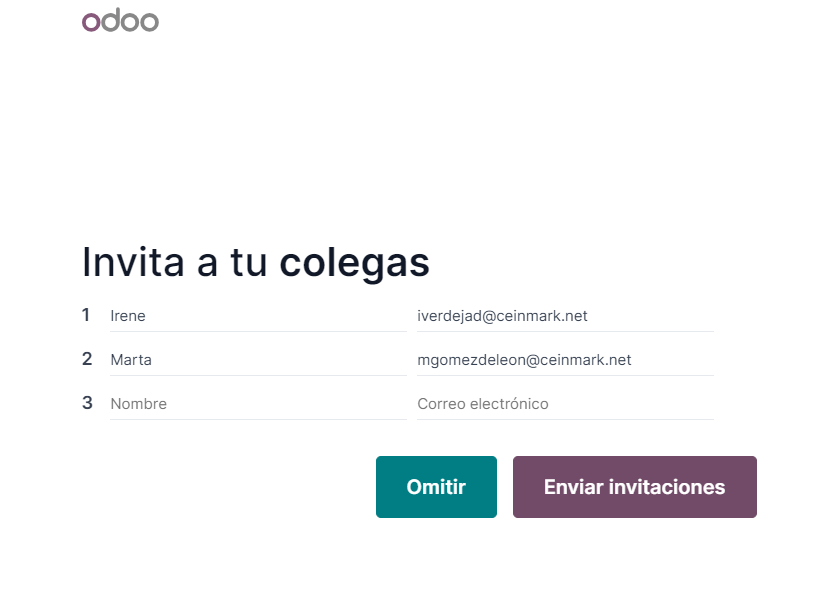 odoo
Invita a tu colegas
1 Irene iverdejad@ceinmark.net
2 Marta mgomezdeleon@ceinmark.net
3 Nombre Correo electrónico
Omitir Enviar invitaciones